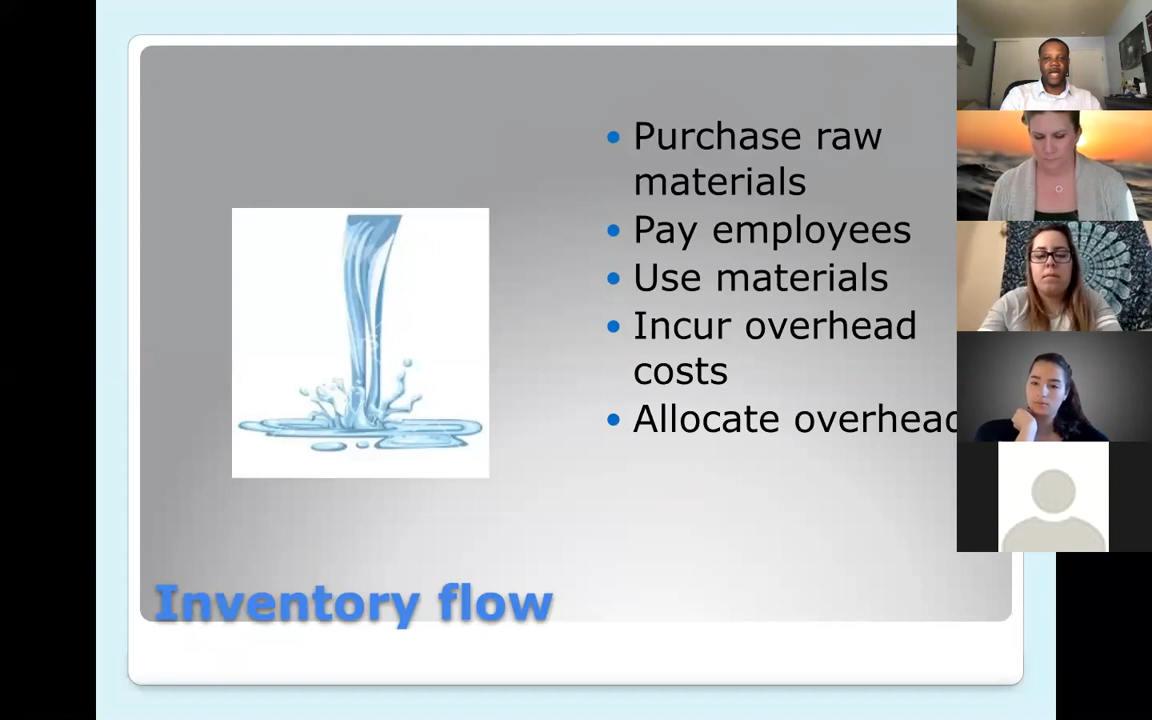 • Purchase raw
materials
• Pay employees
• Use materials
• Incur overhead
costs
• Allocate overhead
Inventory flow